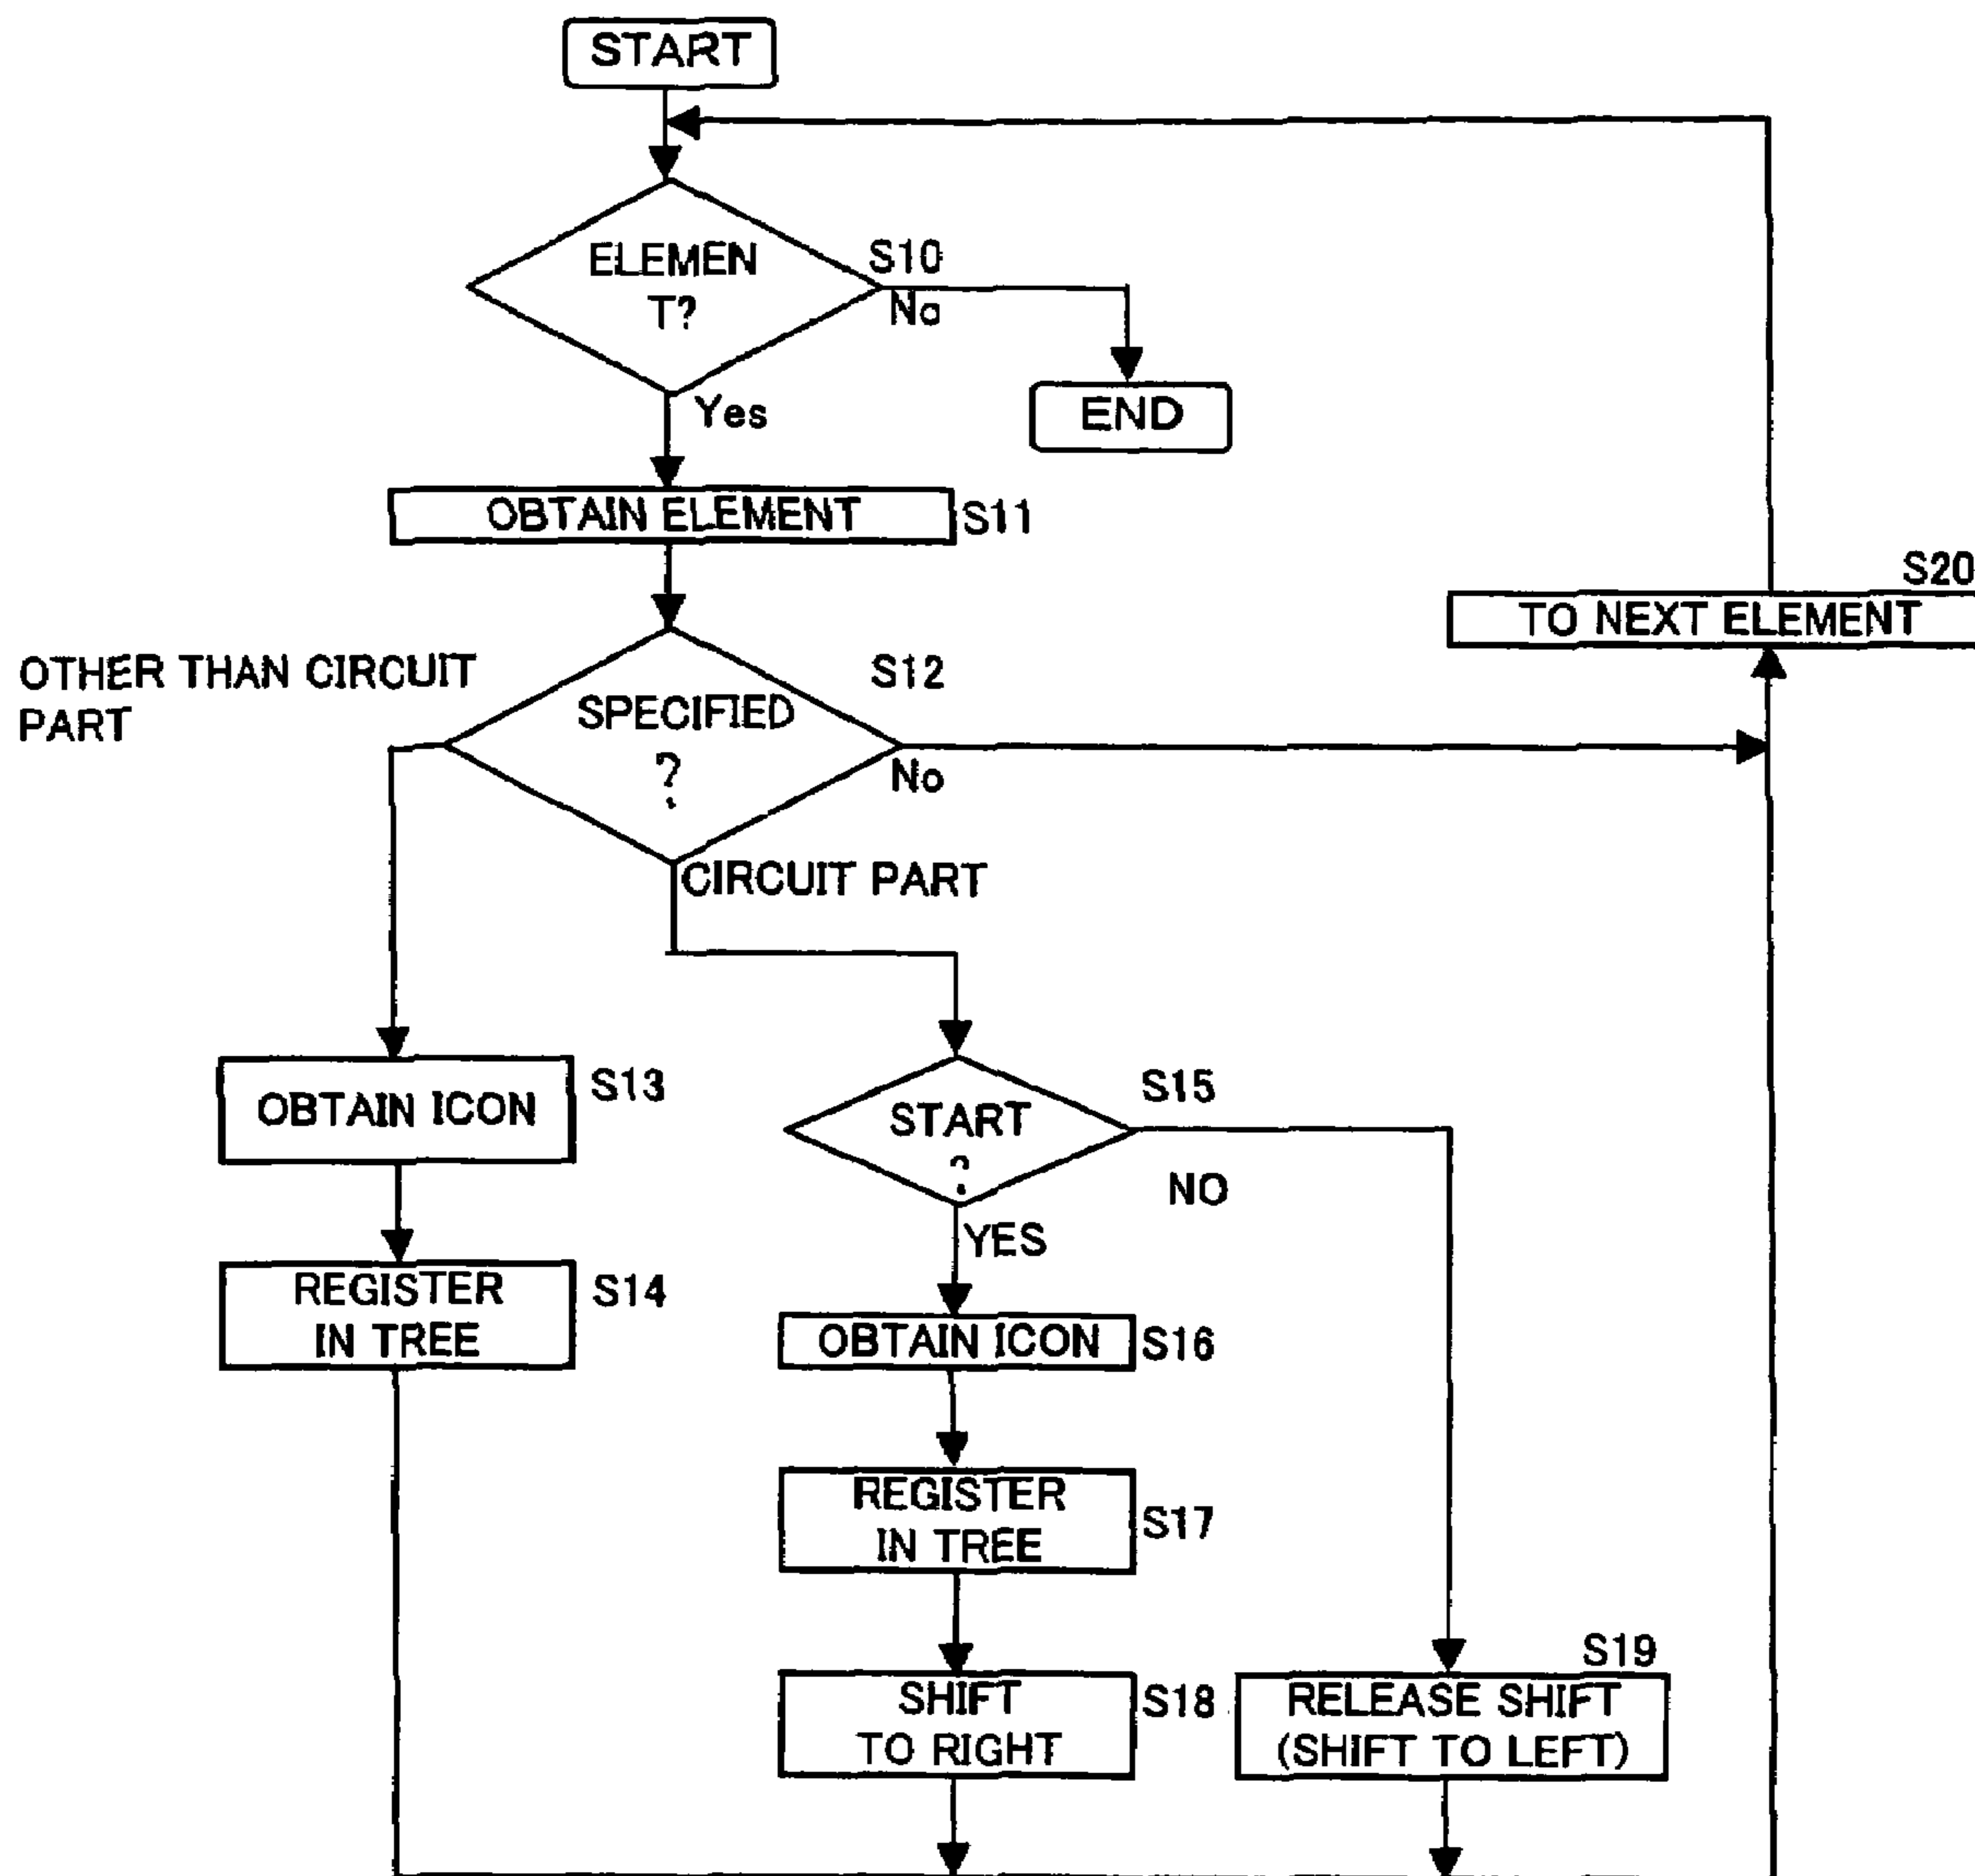 START
ELEMEN
T?
S10
No
END
Yes
OBTAIN ELEMENT
S11
S20
TO NEXT ELEMENT
OTHER THAN CIRCUIT
PART
S12
SPECIFIED
?
No
CIRCUIT PART
S13
OBTAIN ICON
S15
START
?
NO
YES
S14
REGISTER
IN TREE
OBTAIN ICON
S16
REGISTER
IN TREE
S17
SHIFT
TO RIGHT
S18
S19
RELEASE SHIFT
(SHIFT TO LEFT)